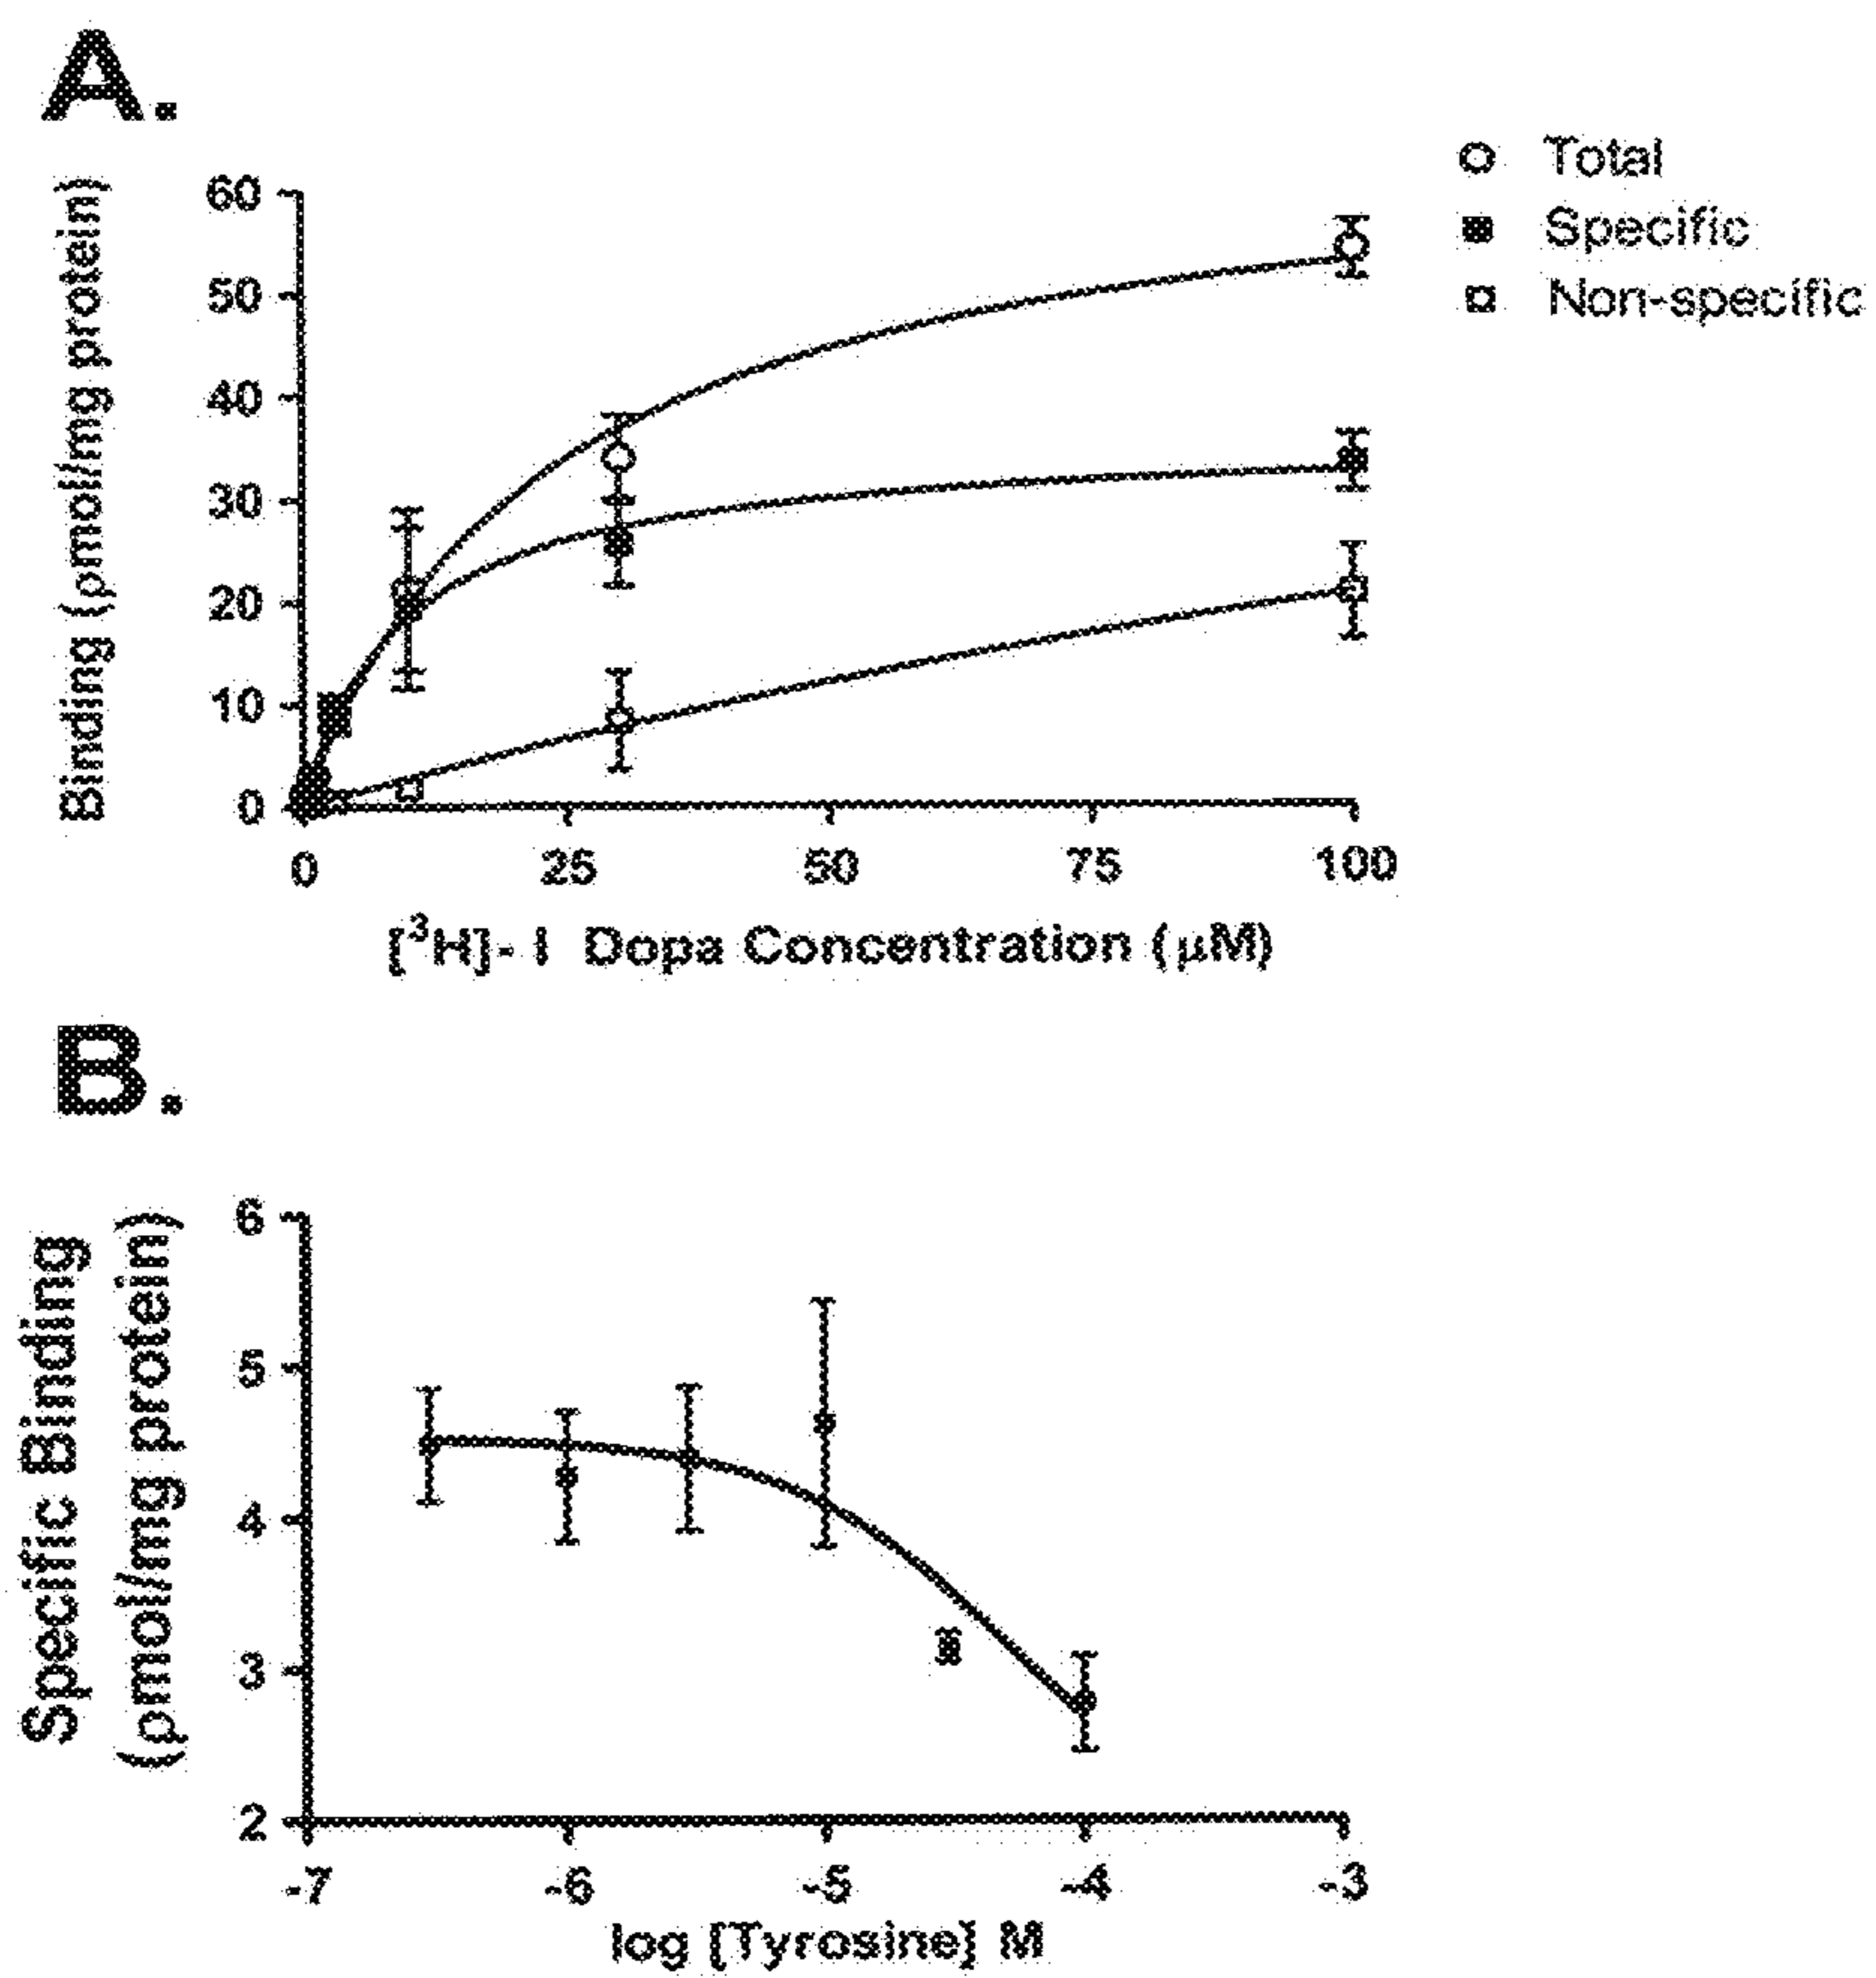 A.
Total
Specific
Non-specific
Binding (pmol/mg protein)
60
50
40
30
20
10
0
0 25 50 75 100
[³H]- l Dopa Concentration (µM)
B.
Specific Binding
(pmol/mg protein)
6
5
4
3
2
-7 -6 -5 -4 -3
log [Tyrosine] M